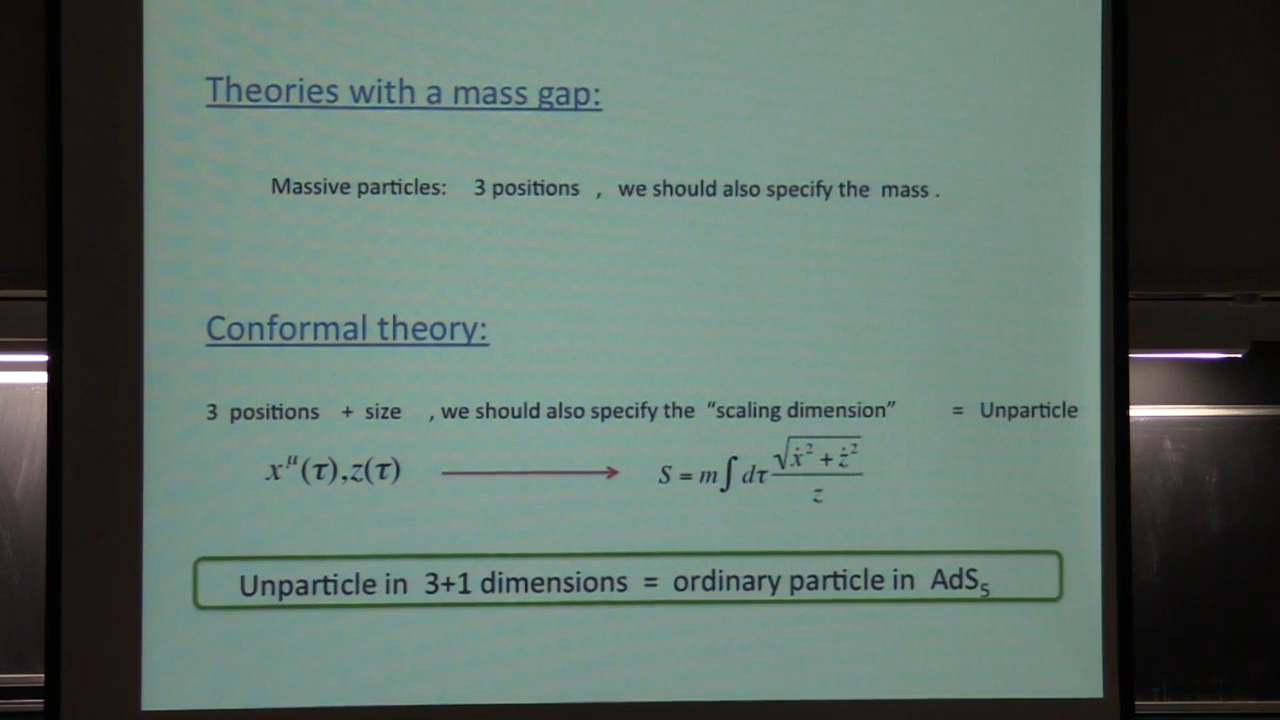 Theories with a mass gap:
Massive particles: 3 positions , we should also specify the mass .
Conformal theory:
3 positions + size , we should also specify the “scaling dimension” = Unparticle
x^μ(τ),z(τ) ⟶ S = m∫ dτ √(ẋ² + ż²) / z
Unparticle in 3+1 dimensions = ordinary particle in AdS₅